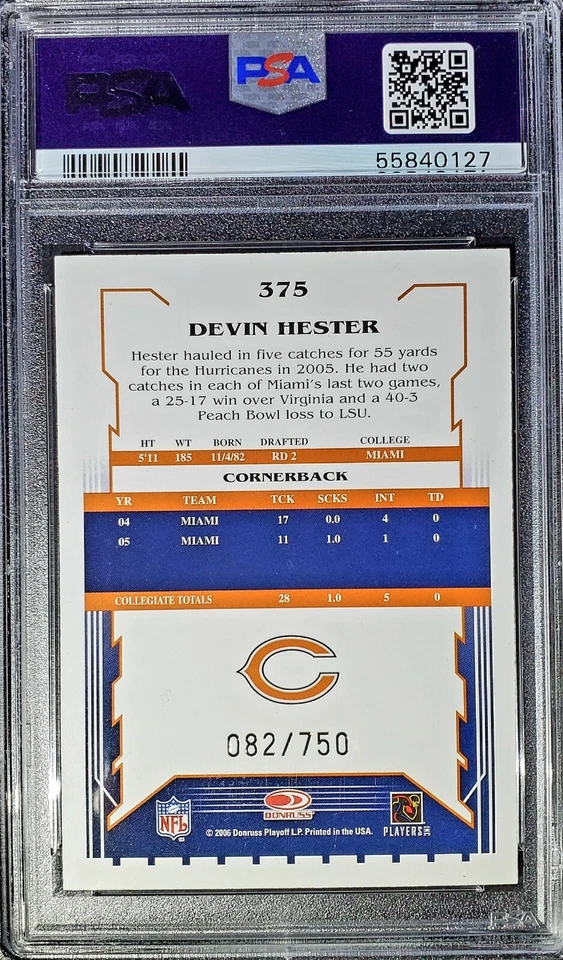 PSA
PSA
55840127
375
DEVIN HESTER
Hester hauled in five catches for 55 yards
for the Hurricanes in 2005. He had two
catches in each of Miami's last two games,
a 25-17 win over Virginia and a 40-3
Peach Bowl loss to LSU.
HT WT BORN DRAFTED COLLEGE
5'11 185 11/4/82 RD 2 MIAMI
CORNERBACK
YR TEAM TCK SCKS INT TD
04 MIAMI 17 0.0 4 0
05 MIAMI 11 1.0 1 0
COLLEGIATE TOTALS 28 1.0 5 0
C
082/750
NFL DONRUSS PLAYERS INC
© 2006 Donruss Playoff L.P. Printed in the USA.
PSA